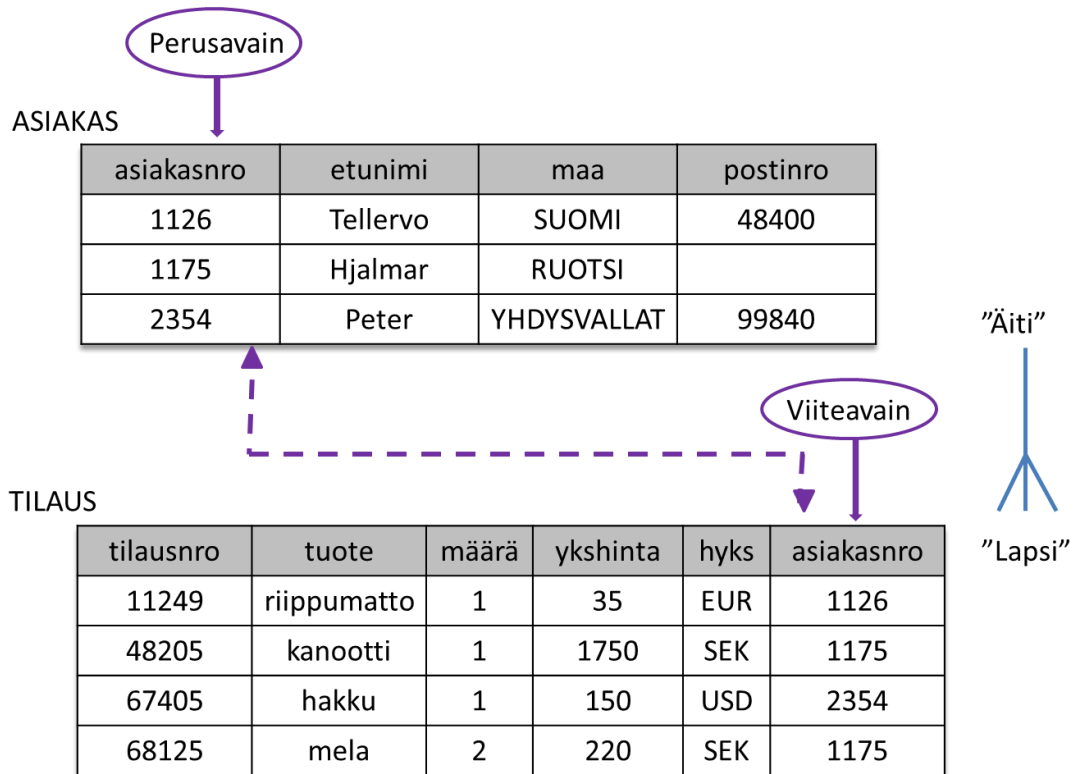 Perusavain
ASIAKAS
asiakasnro etunimi maa postinro
1126 Tellervo SUOMI 48400
1175 Hjalmar RUOTSI
2354 Peter YHDYSVALLAT 99840
”Äiti”
Viiteavain
TILAUS
tilausnro tuote määrä ykshinta hyks asiakasnro
”Lapsi”
11249 riippumatto 1 35 EUR 1126
48205 kanootti 1 1750 SEK 1175
67405 hakku 1 150 USD 2354
68125 mela 2 220 SEK 1175